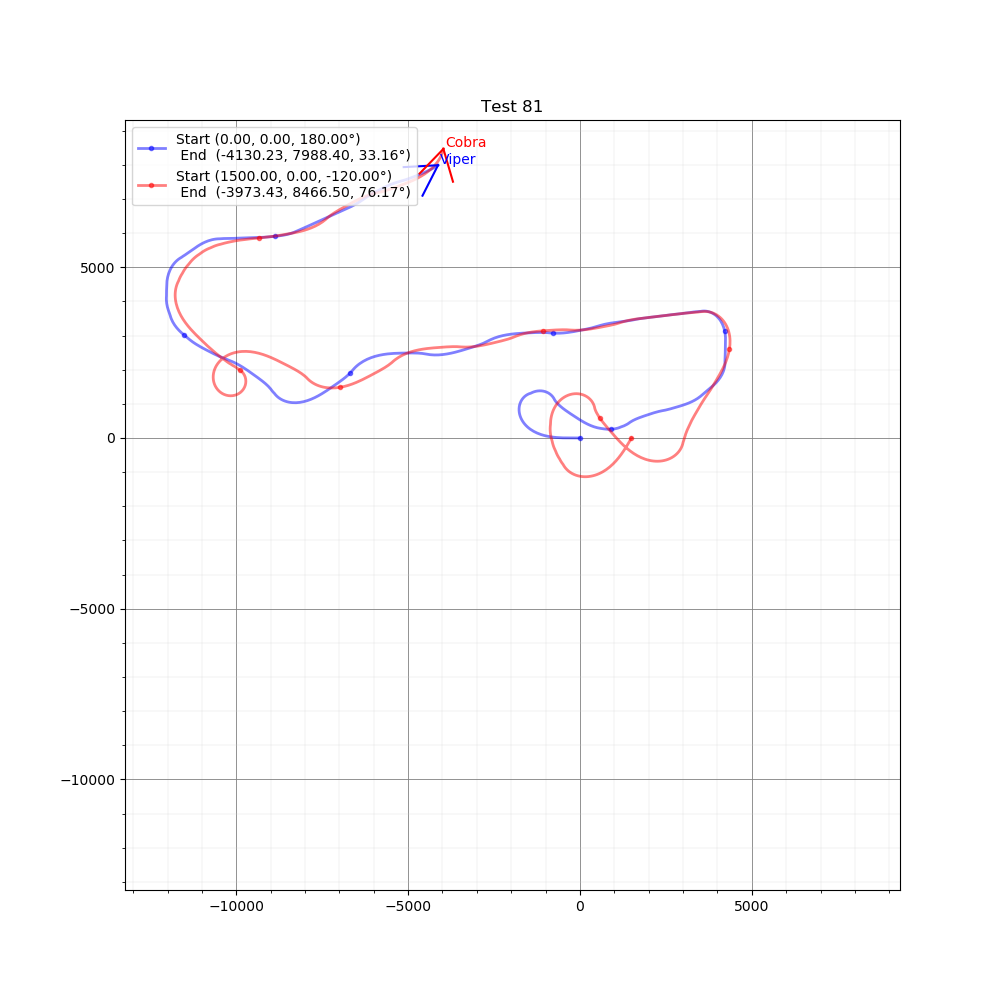 Test 81
Start (0.00, 0.00, 180.00°)
End (-4130.23, 7988.40, 33.16°)
Start (1500.00, 0.00, -120.00°)
End (-3973.43, 8466.50, 76.17°)
Cobra
Viper
5000
0
−5000
−10000
−10000
−5000
0
5000